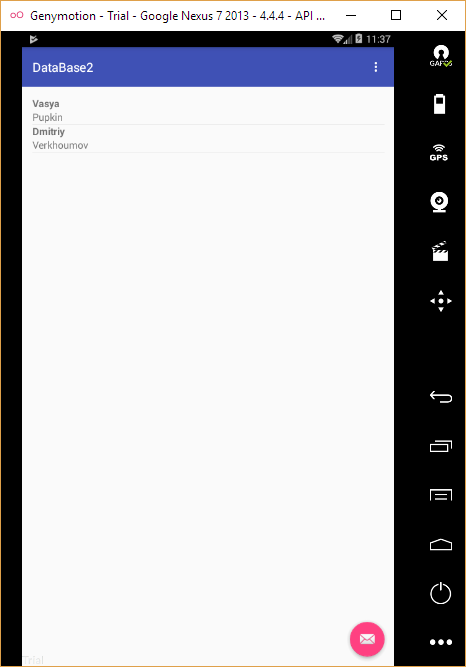 Genymotion - Trial - Google Nexus 7 2013 - 4.4.4 - API ...
11:37
GAPPS
DataBase2
Vasya
Pupkin
Dmitriy
Verkhoumov
GPS
Trial